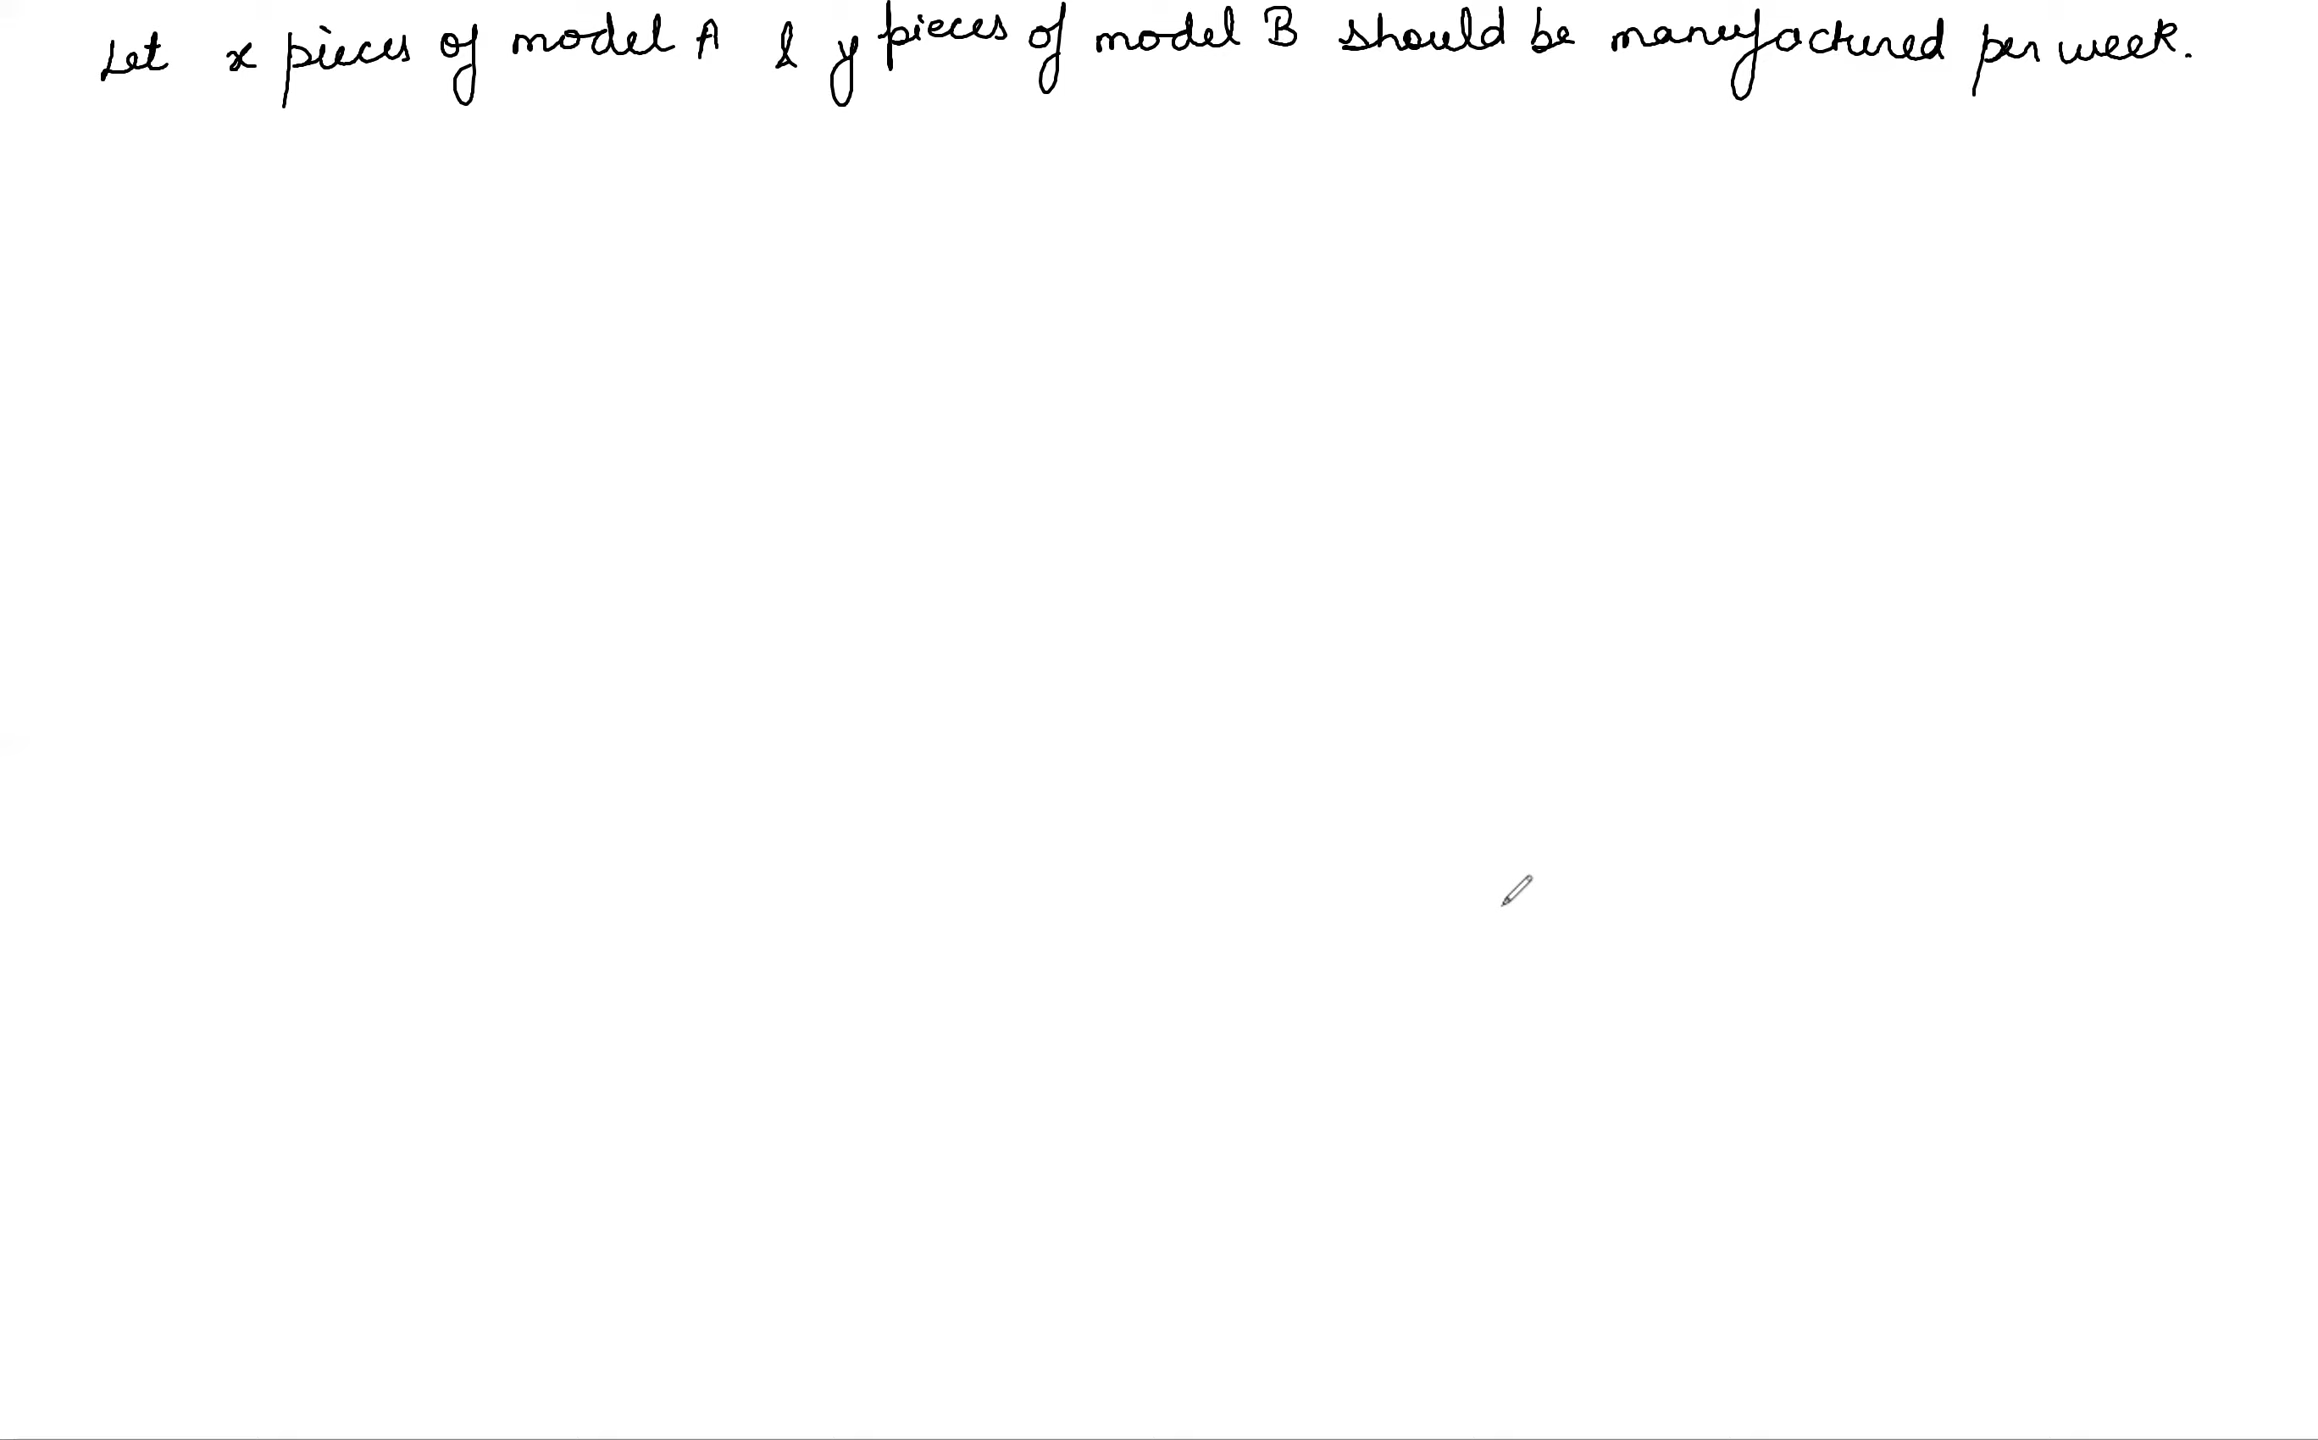 Let x pieces of model A & y pieces of model B should be manufactured per week.